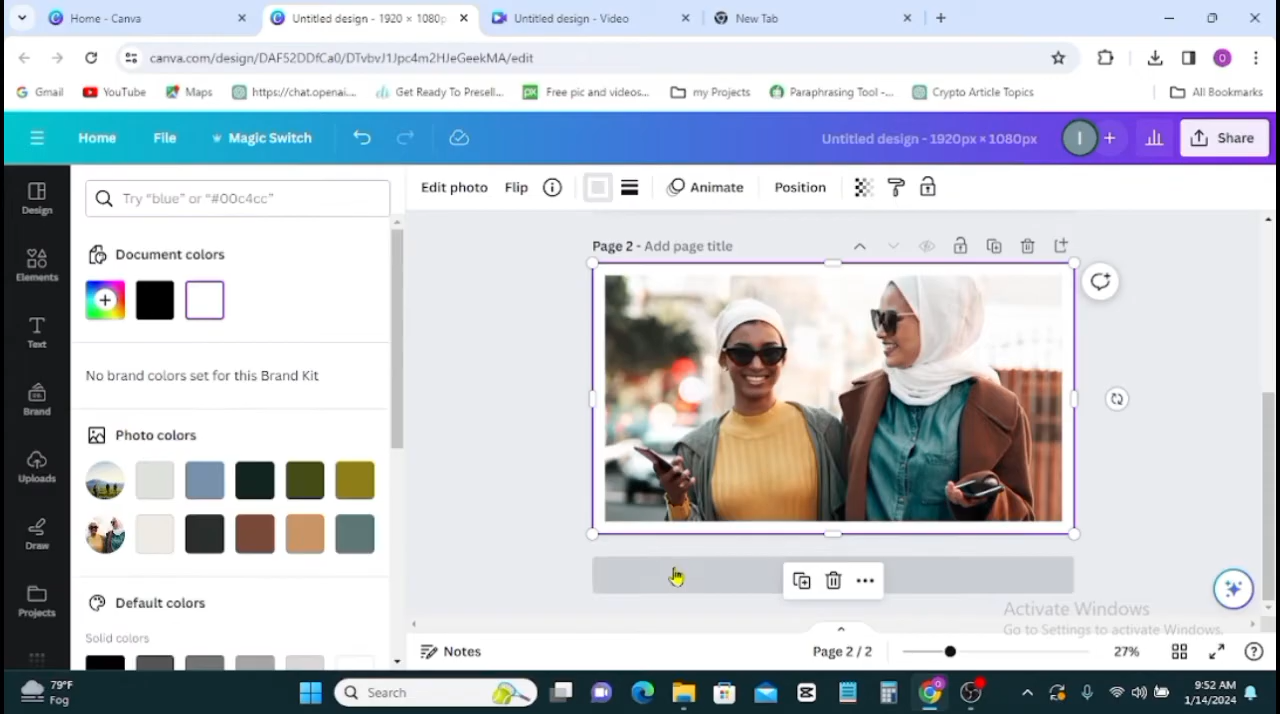 Home - Canva
Untitled design - 1920 × 1080p
Untitled design - Video
New Tab
canva.com/design/DAF52DDfCa0/DTvbvJ1Jpc4m2HJeGeekMA/edit
Gmail
YouTube
Maps
https://chat.openai....
Get Ready To Presell...
Free pic and videos...
my Projects
Paraphrasing Tool -...
Crypto Article Topics
All Bookmarks
O
Home
File
Magic Switch
Untitled design - 1920px × 1080px
I
Share
Design
Elements
Text
Brand
Uploads
Draw
Projects
Try “blue” or “#00c4cc”
Document colors
No brand colors set for this Brand Kit
Photo colors
Default colors
Solid colors
Edit photo
Flip
Animate
Position
Page 2 - Add page title
Activate Windows
Go to Settings to activate Windows.
Notes
Page 2 / 2
27%
79°F
Fog
Search
9:52 AM
1/14/2024